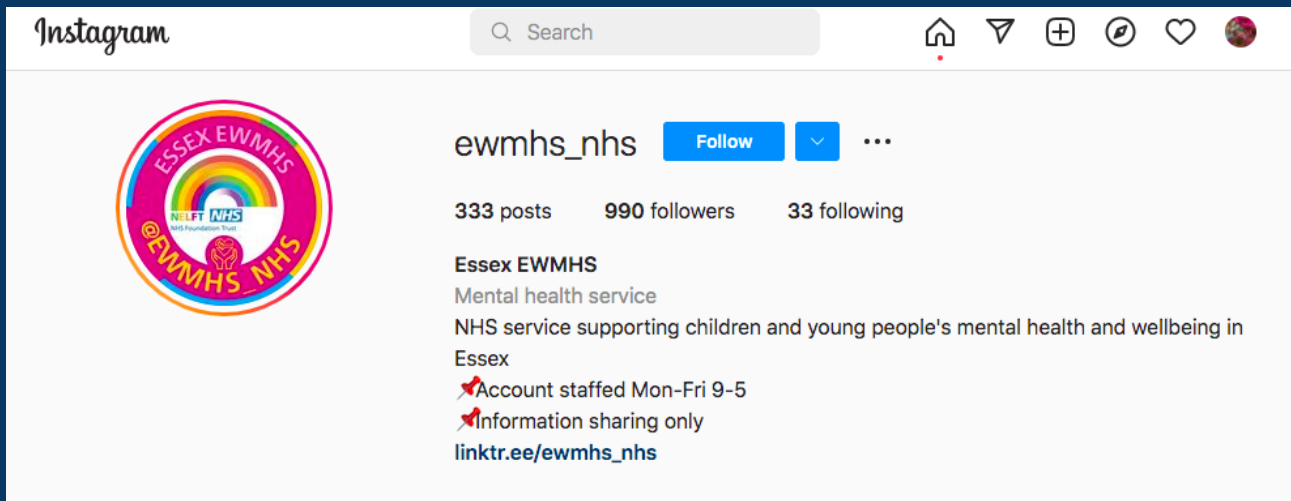 Instagram
Search
ESSEX EWMHS
NELFT NHS
NHS Foundation Trust
@EWMHS_NHS
ewmhs_nhs Follow
333 posts 990 followers 33 following
Essex EWMHS
Mental health service
NHS service supporting children and young people's mental health and wellbeing in
Essex
📌Account staffed Mon-Fri 9-5
📌Information sharing only
linktr.ee/ewmhs_nhs